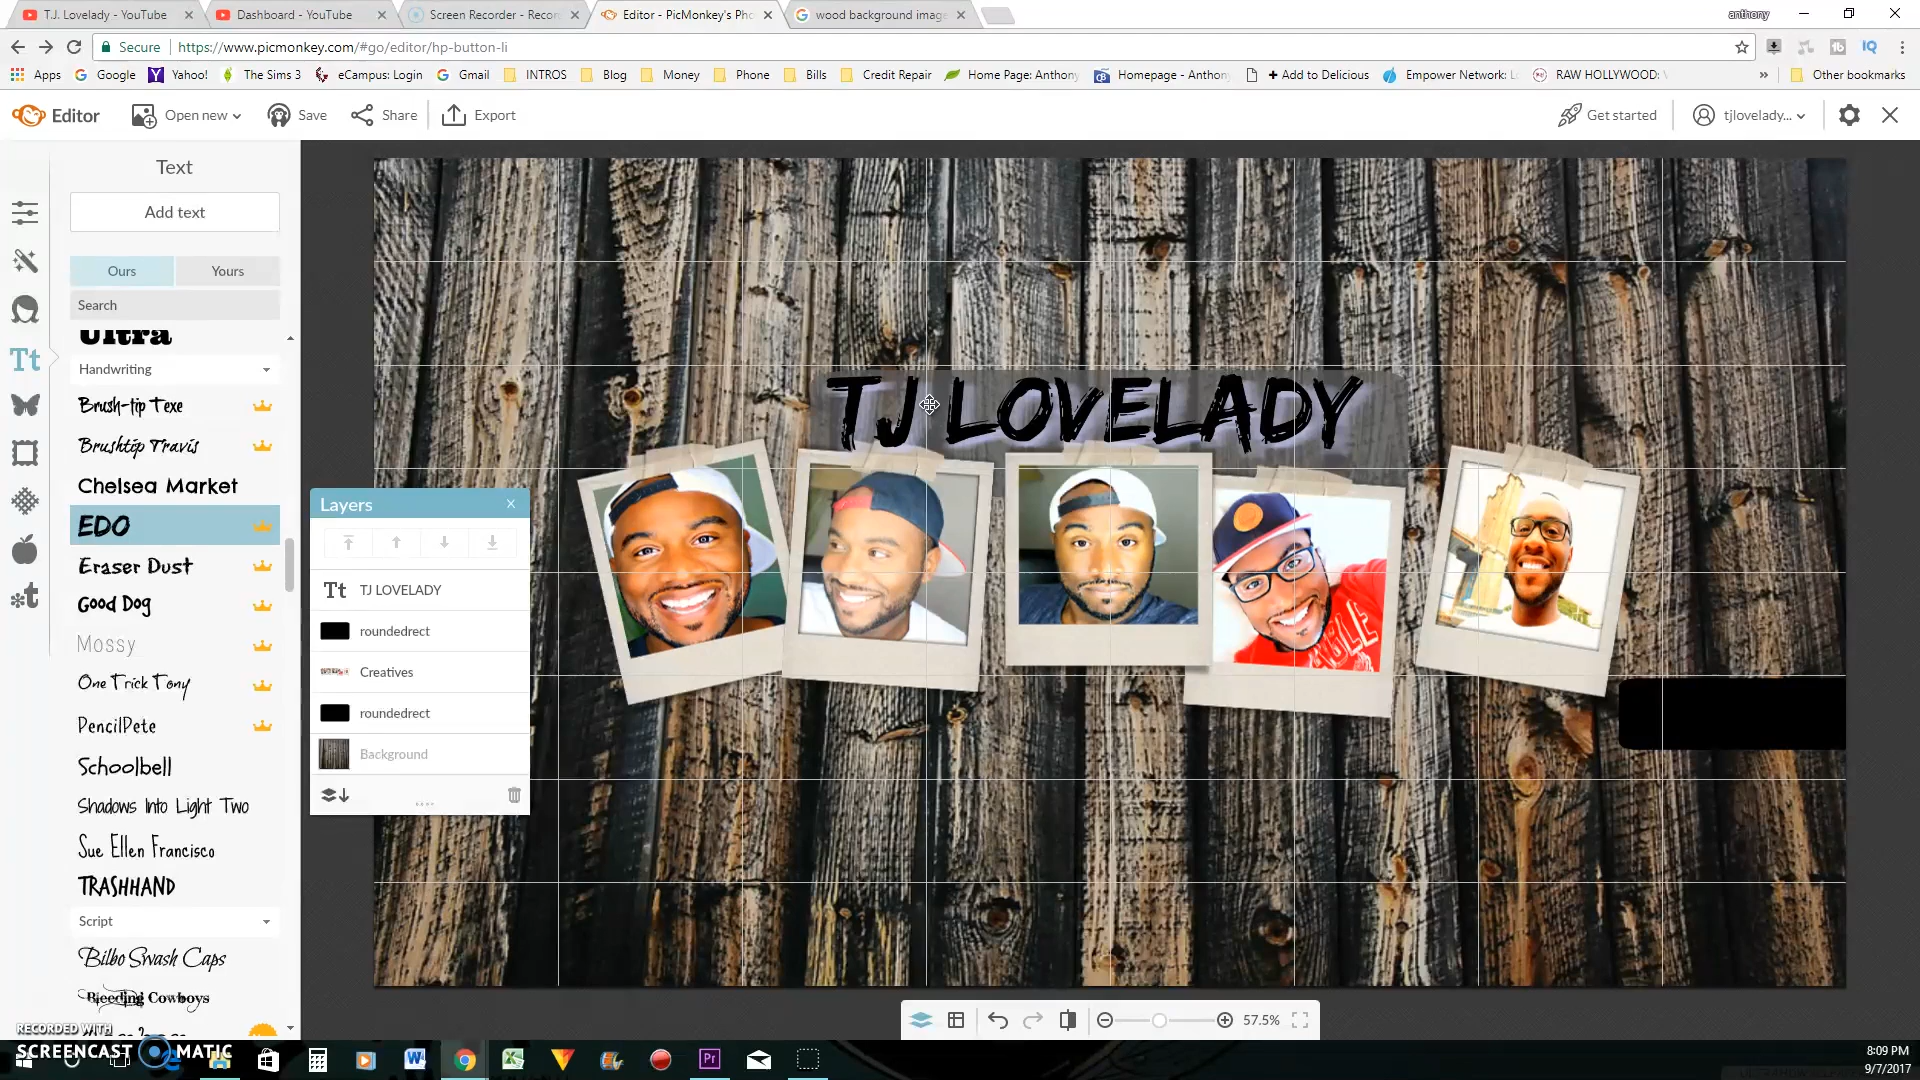 T.J. Lovelady - YouTube
Dashboard - YouTube
Screen Recorder - Recor
Editor - PicMonkey's Pho
wood background image
anthony
Secure
https://www.picmonkey.com/#go/editor/hp-button-li
Apps
Google
Yahoo!
The Sims 3
eCampus: Login
Gmail
INTROS
Blog
Money
Phone
Bills
Credit Repair
Home Page: Anthony
Homepage - Anthony
+ Add to Delicious
Empower Network: L
RAW HOLLYWOOD:
»
Other bookmarks
Editor
Open new
Save
Share
Export
Get started
tjlovelady...
Text
Add text
Ours
Yours
Search
Ultra
Handwriting
Brush-tip Texe
Brushtip Travis
Chelsea Market
EDO
Eraser Dust
Good Dog
Mossy
One Trick Tony
PencilPete
Schoolbell
Shadows Into Light Two
Sue Ellen Francisco
TRASHHAND
Script
Bilbo Swash Caps
Bleeding Cowboys
Layers
TJ LOVELADY
roundedrect
Creatives
roundedrect
Background
TJ LOVELADY
57.5%
RECORDED WITH
SCREENCAST MATIC
8:09 PM
9/7/2017